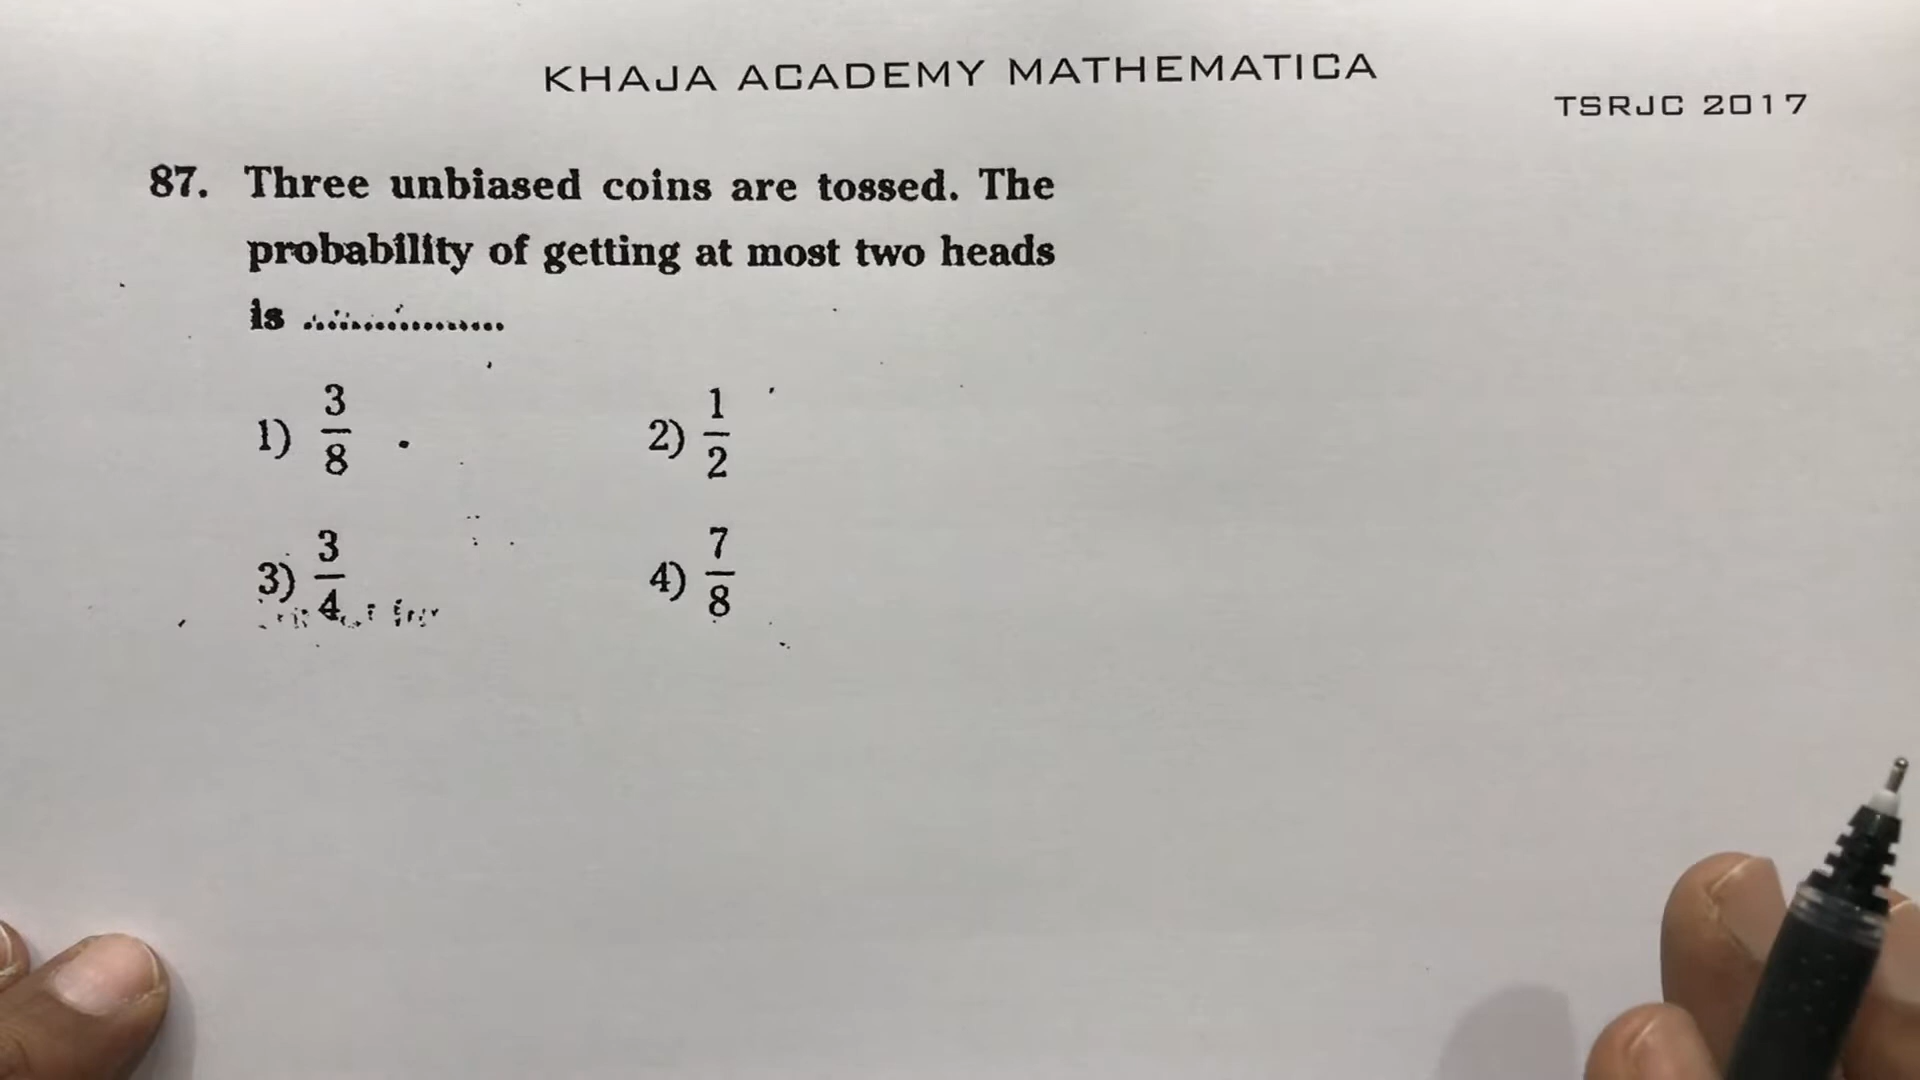 KHAJA ACADEMY MATHEMATICA
TSRJC 2017
87. Three unbiased coins are tossed. The
probability of getting at most two heads
is ..................
1) 3/8 2) 1/2
3) 3/4 4) 7/8